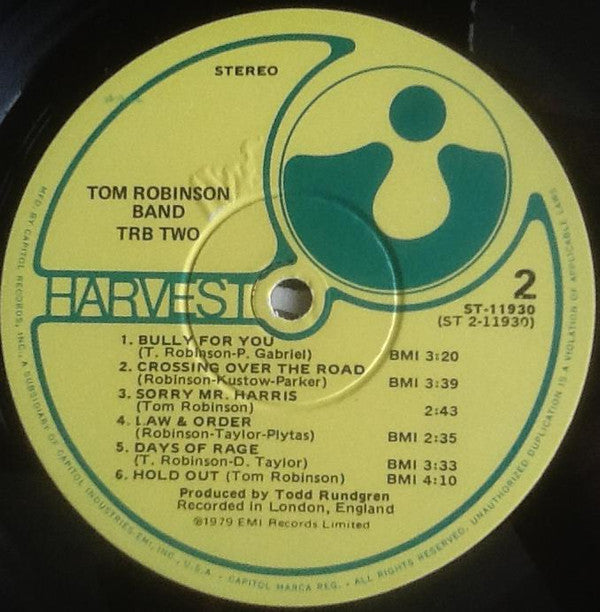 STEREO
TOM ROBINSON
BAND
TRB TWO
HARVEST
2
ST-11930
(ST 2-11930)
1. BULLY FOR YOU
(T. Robinson-P. Gabriel) BMI 3:20
2. CROSSING OVER THE ROAD
(Robinson-Kustow-Parker) BMI 3:39
3. SORRY MR. HARRIS
(Tom Robinson) 2:43
4. LAW & ORDER
(Robinson-Taylor-Plytas) BMI 2:35
5. DAYS OF RAGE
(T. Robinson-D. Taylor) BMI 3:33
6. HOLD OUT (Tom Robinson) BMI 4:10
Produced by Todd Rundgren
Recorded in London, England
℗1979 EMI Records Limited
MFD. BY CAPITOL RECORDS, INC., A SUBSIDIARY OF CAPITOL INDUSTRIES-EMI, INC., U.S.A. • CAPITOL MARCA REG. • ALL RIGHTS RESERVED. UNAUTHORIZED DUPLICATION IS A VIOLATION OF APPLICABLE LAWS